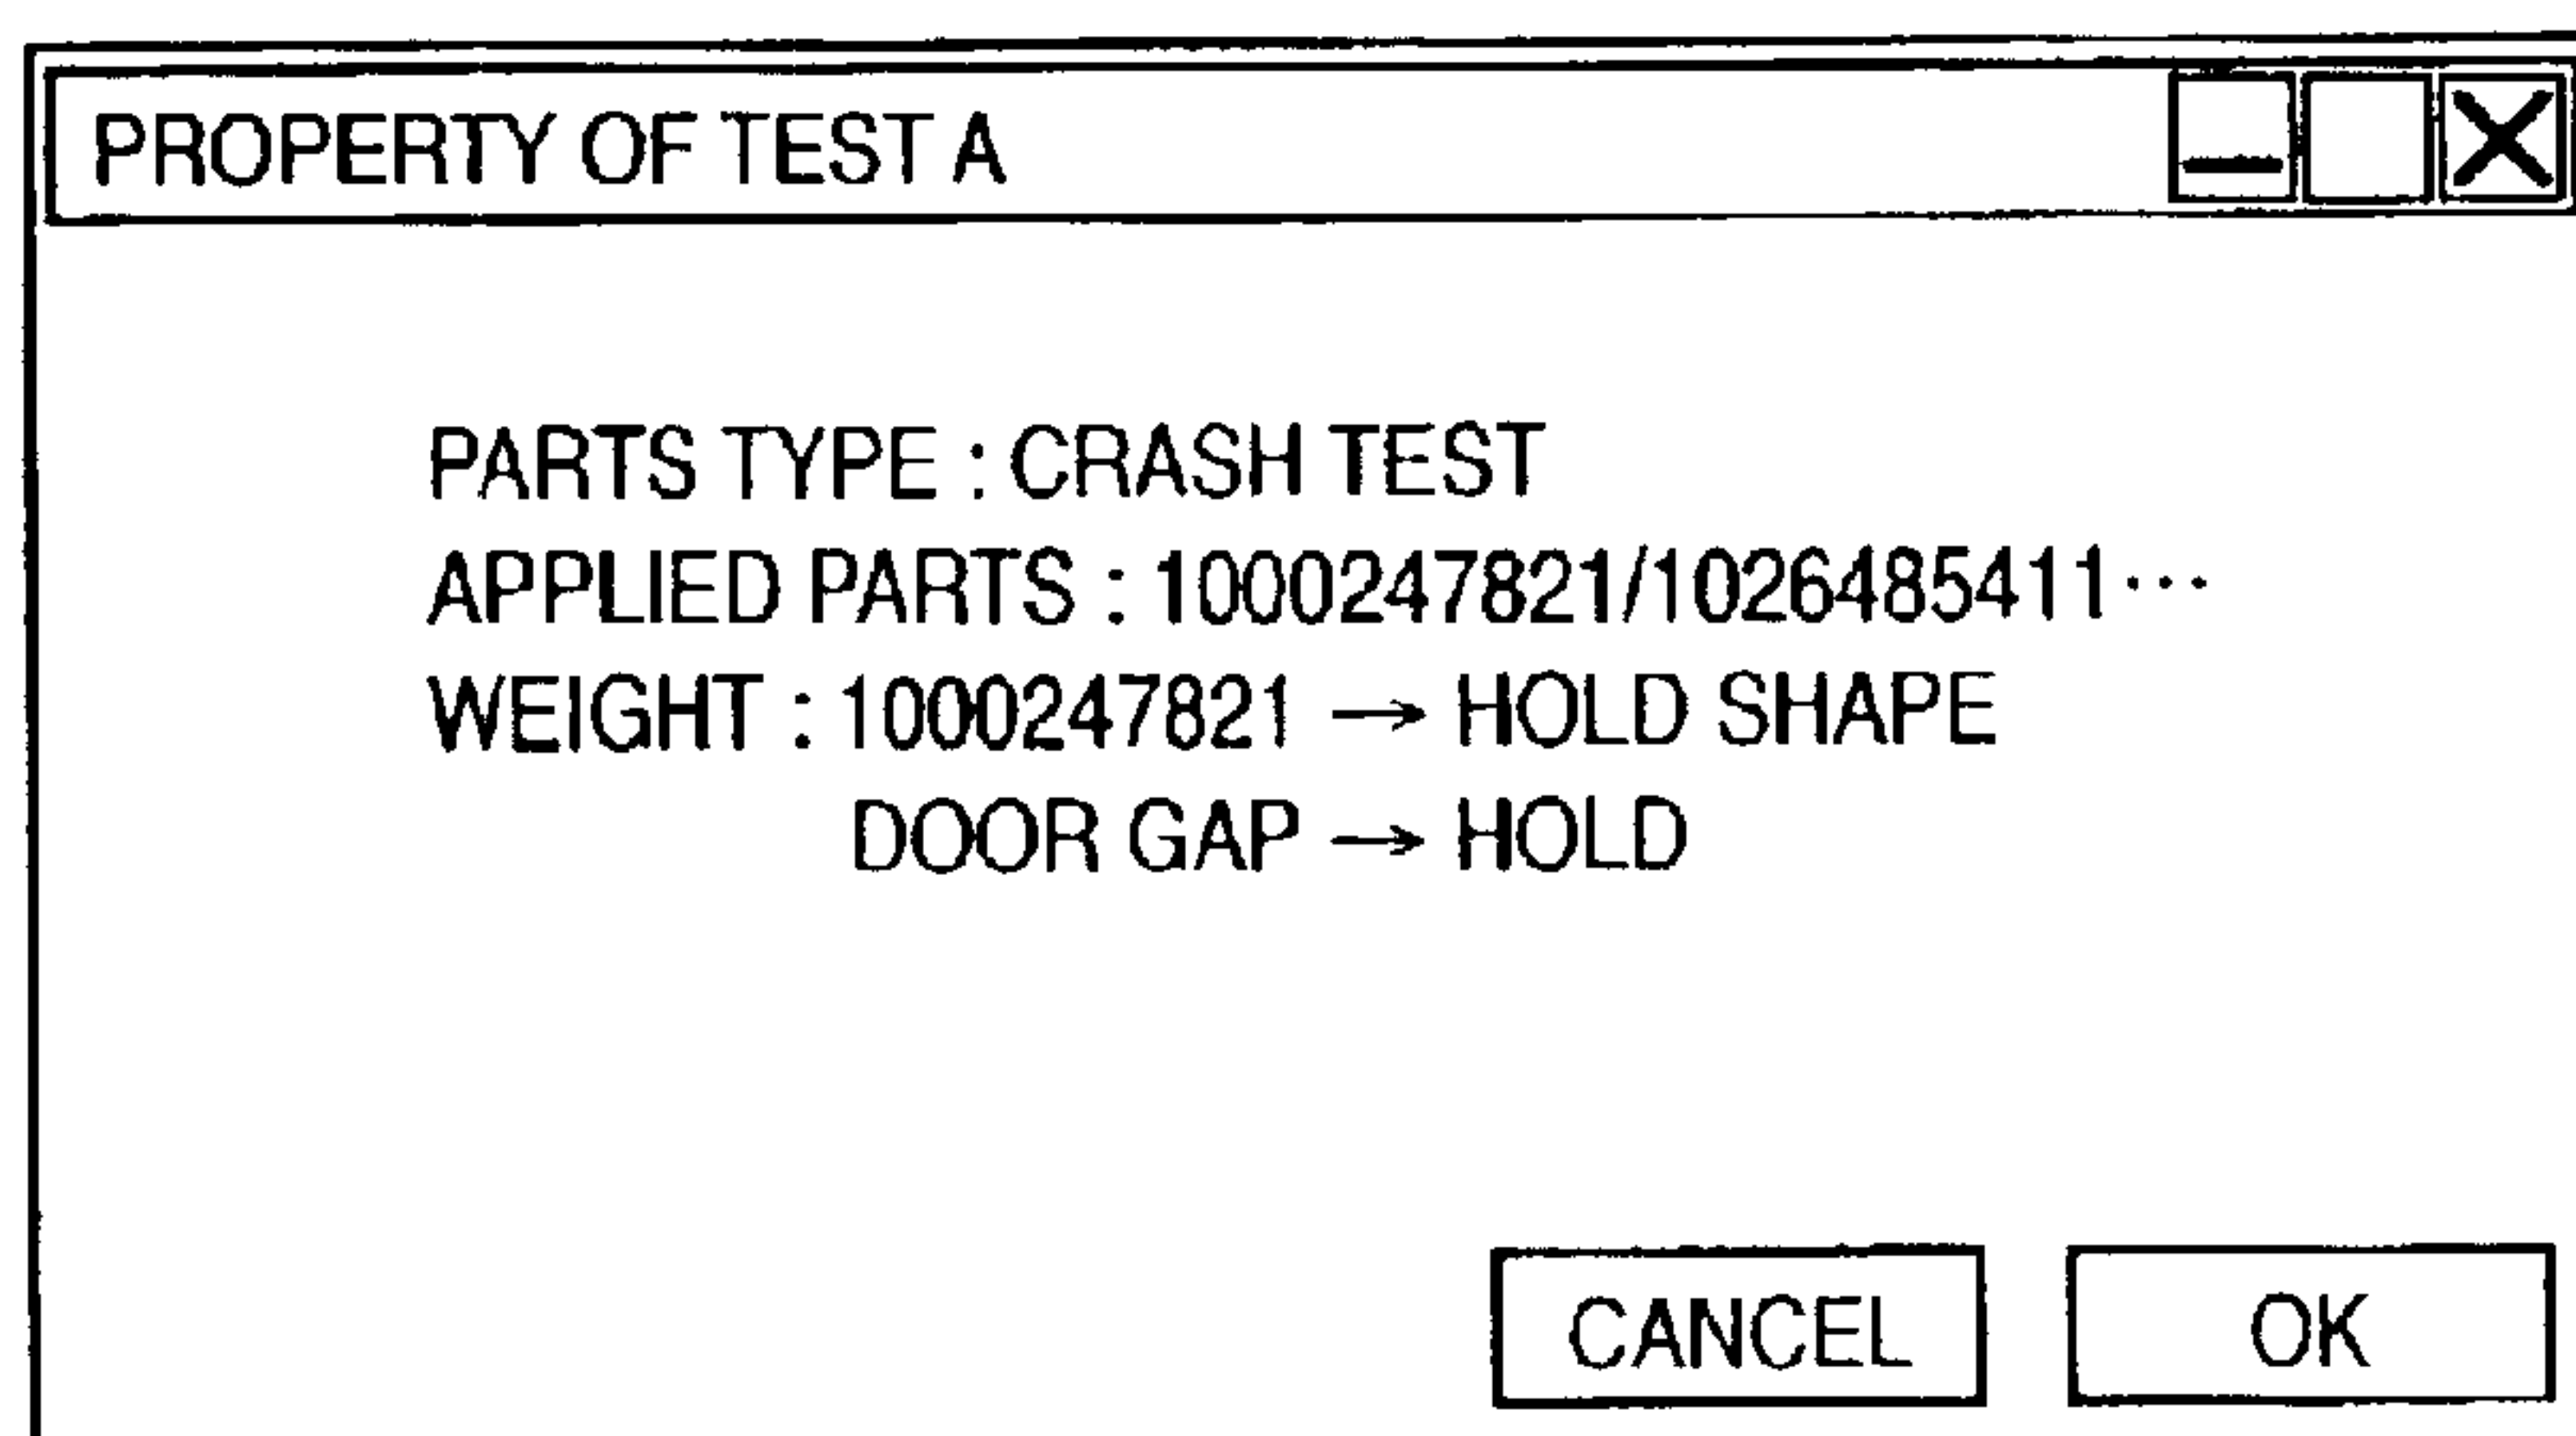 PROPERTY OF TEST A
PARTS TYPE : CRASH TEST
APPLIED PARTS : 1000247821/1026485411···
WEIGHT : 1000247821 → HOLD SHAPE
DOOR GAP → HOLD
CANCEL OK